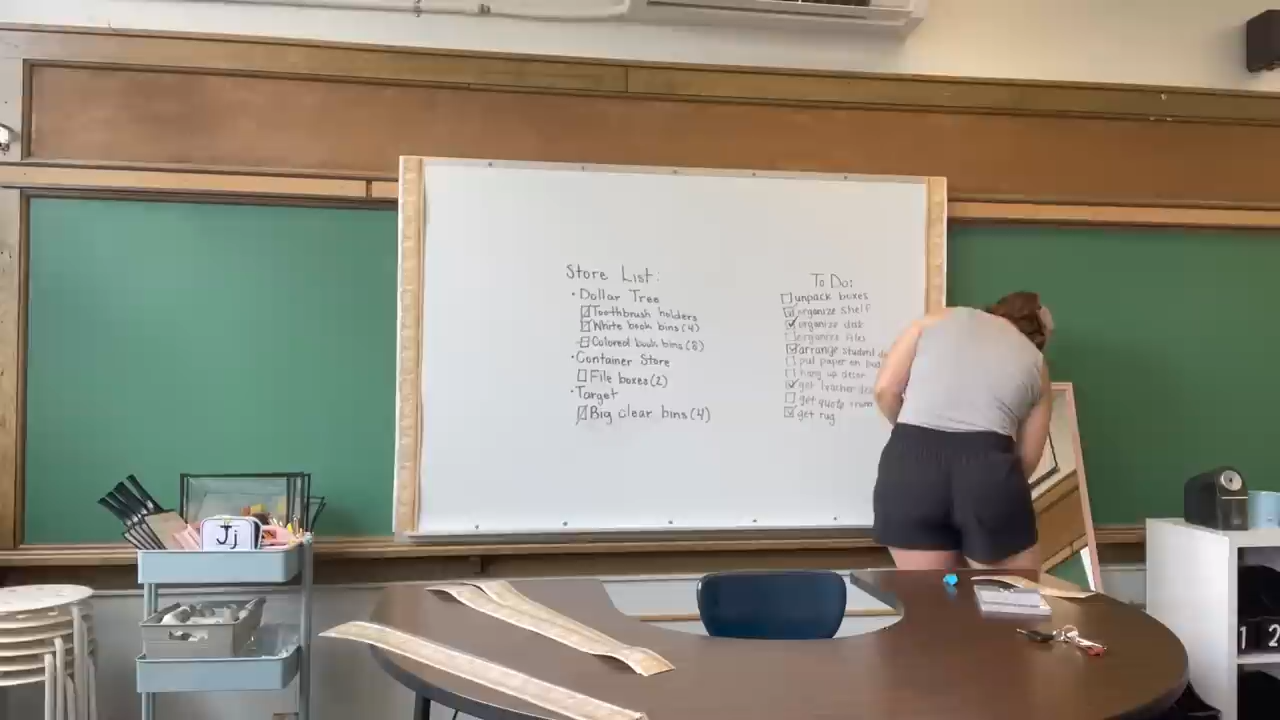 Store List:
• Dollar Tree
Toothbrush holders
White book bins (4)
Colored book bins (8)
• Container Store
File boxes (2)
• Target
Big clear bins (4)
To Do:
unpack boxes
organize shelf
organize desk
organize files
arrange student
put paper on
hang up decor
get teacher
get quote from
get rug
Jj
1 2